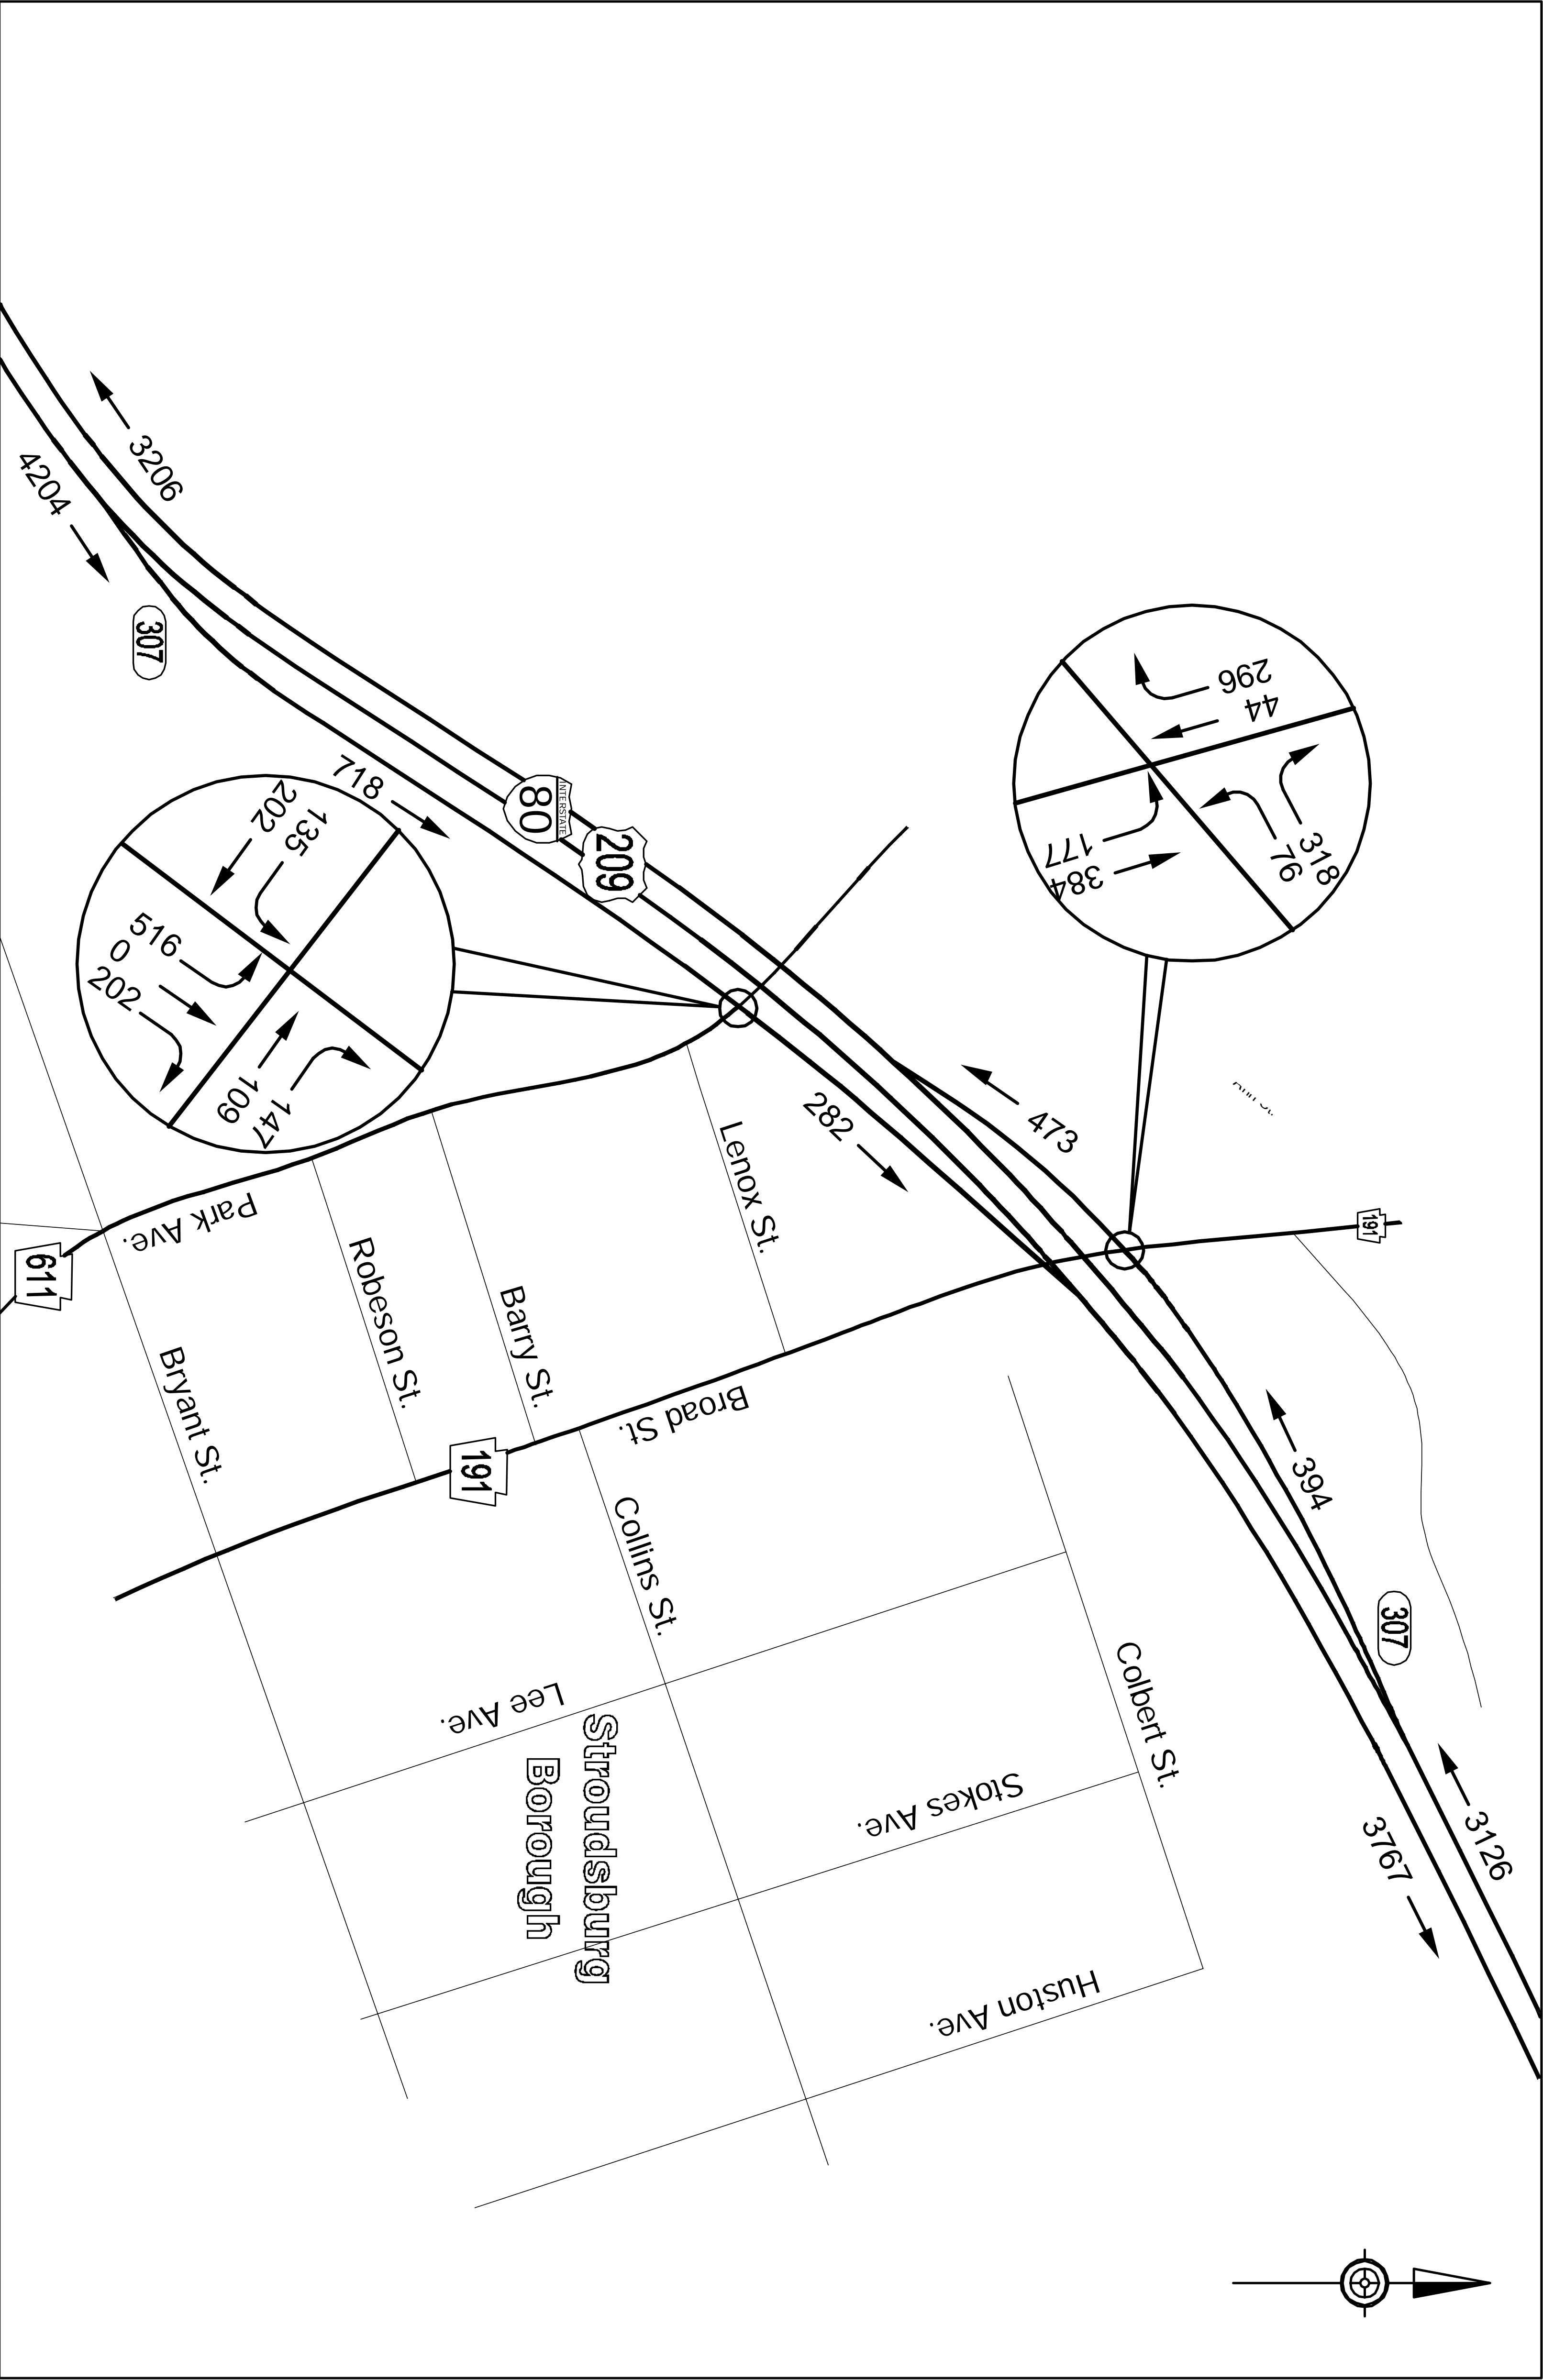 3206
4204
307
718
INTERSTATE
80
209
202
135
516
0
202
109
147
296
44
177
384
76
318
282
473
191
Lenox St.
Park Ave.
611
Robeson St.
Barry St.
Bryant St.
Broad St.
191
Collins St.
394
307
Lee Ave.
Colbert St.
Stroudsburg
Borough
Stokes Ave.
3126
3767
Huston Ave.